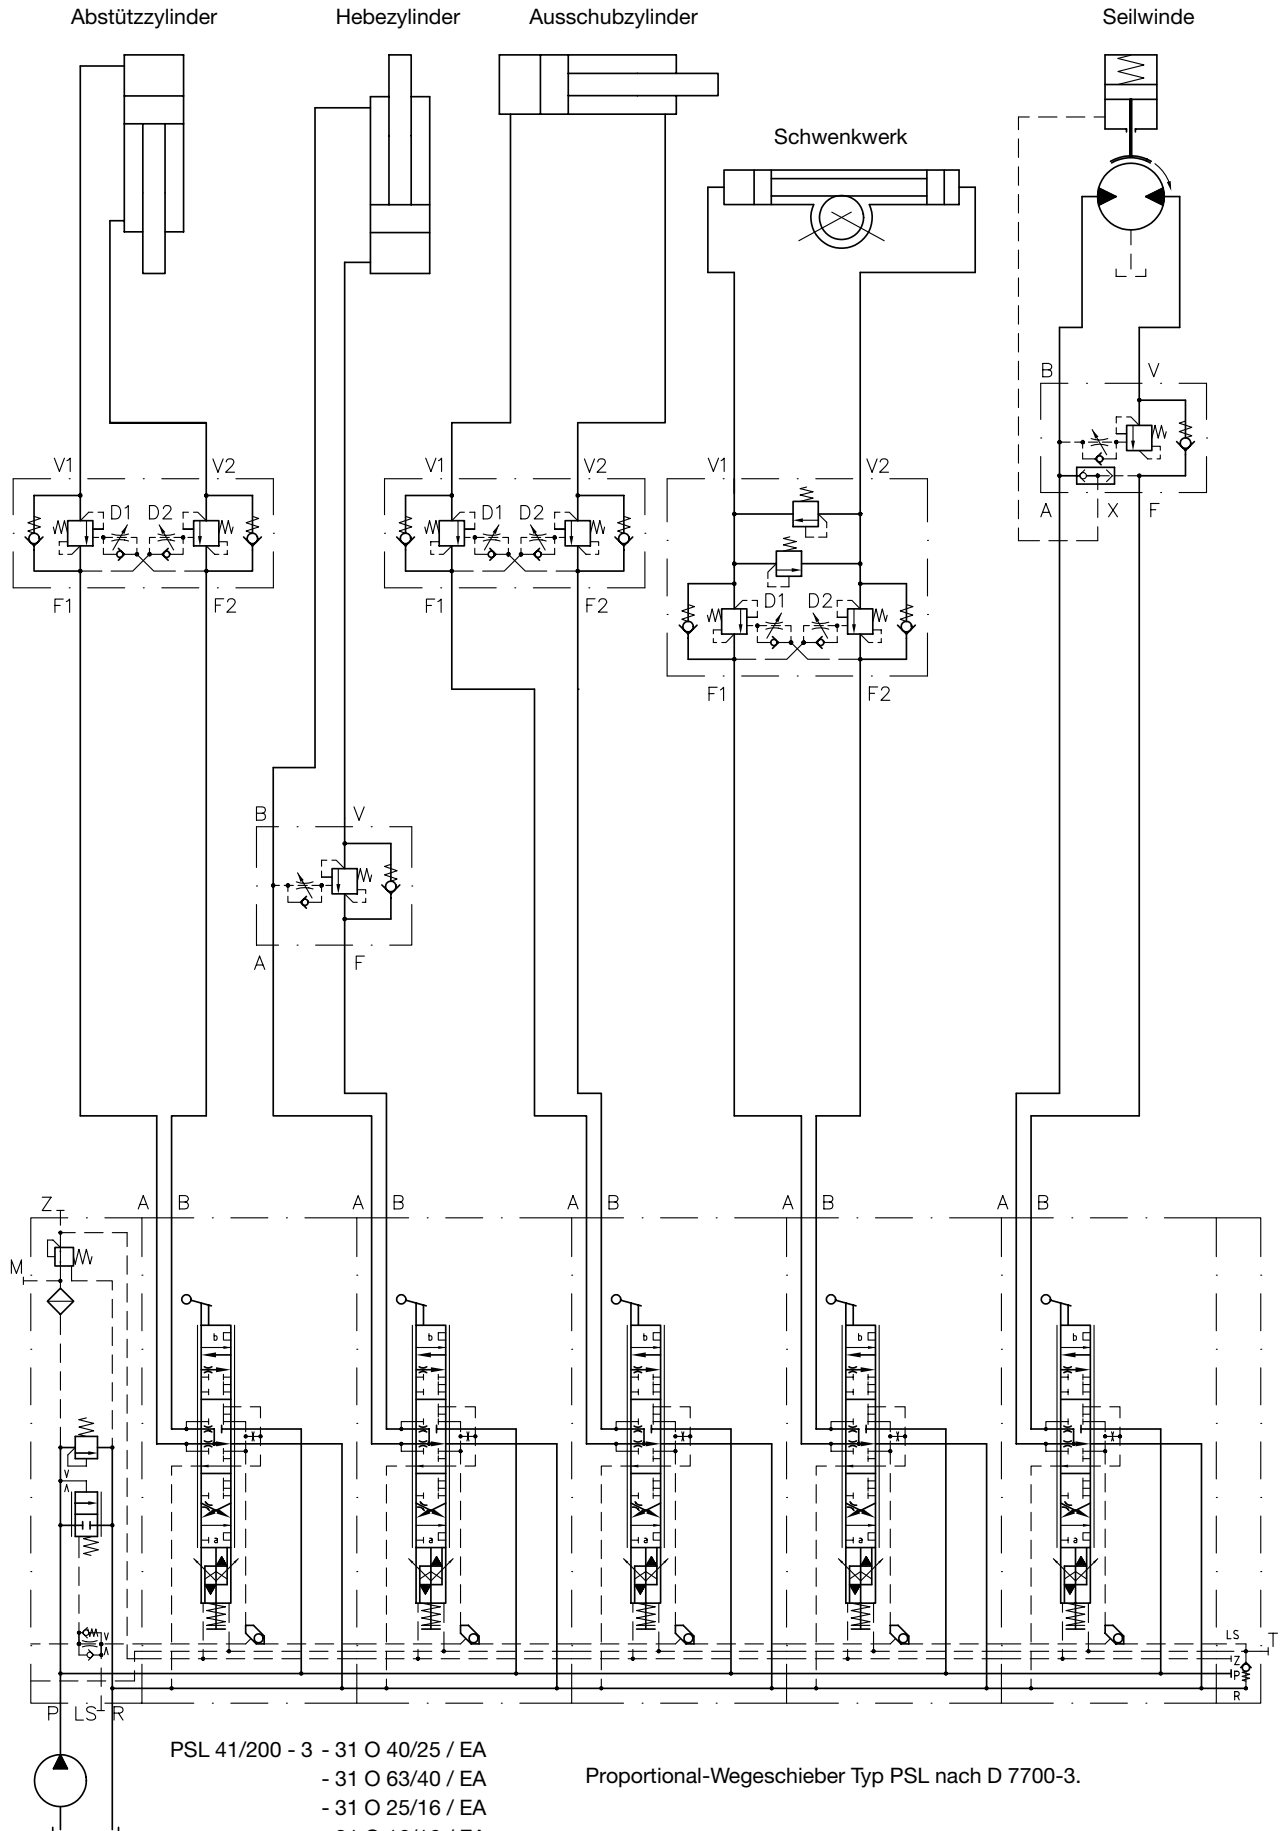 Abstützzylinder Hebezylinder Ausschubzylinder Seilwinde
Schwenkwerk
B V
V1 V2 V1 V2 V1 V2
A X F
D1 D2 D1 D2
F1 F2 F1 F2
D1 D2
F1 F2
B V
A F
Z A B A B A B A B A B
M
b b b b b
a a a a a
LS T
Z
P
R
P LS R
PSL 41/200 - 3 - 31 O 40/25 / EA
- 31 O 63/40 / EA
Proportional-Wegeschieber Typ PSL nach D 7700-3.
- 31 O 25/16 / EA